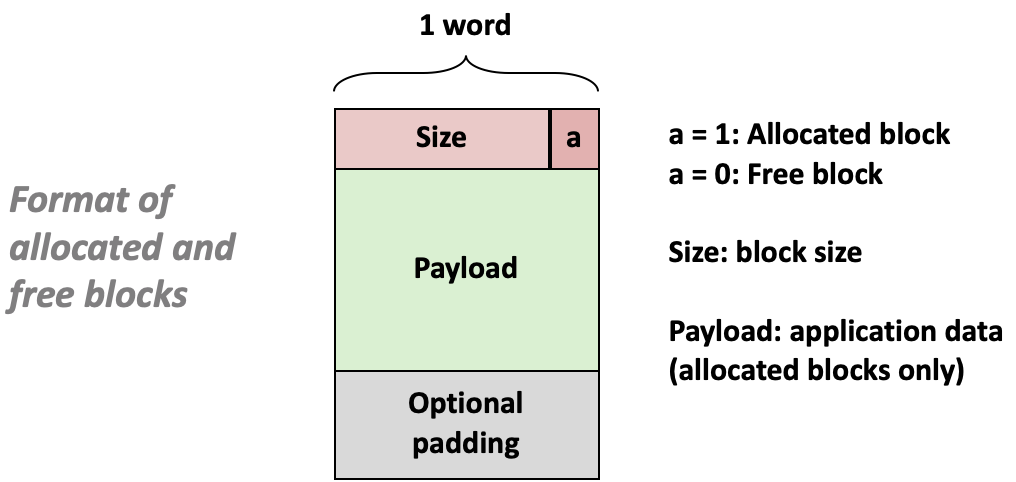 1 word
Size
a
a = 1: Allocated block
a = 0: Free block
Format of
allocated and
free blocks
Payload
Size: block size
Payload: application data
(allocated blocks only)
Optional
padding